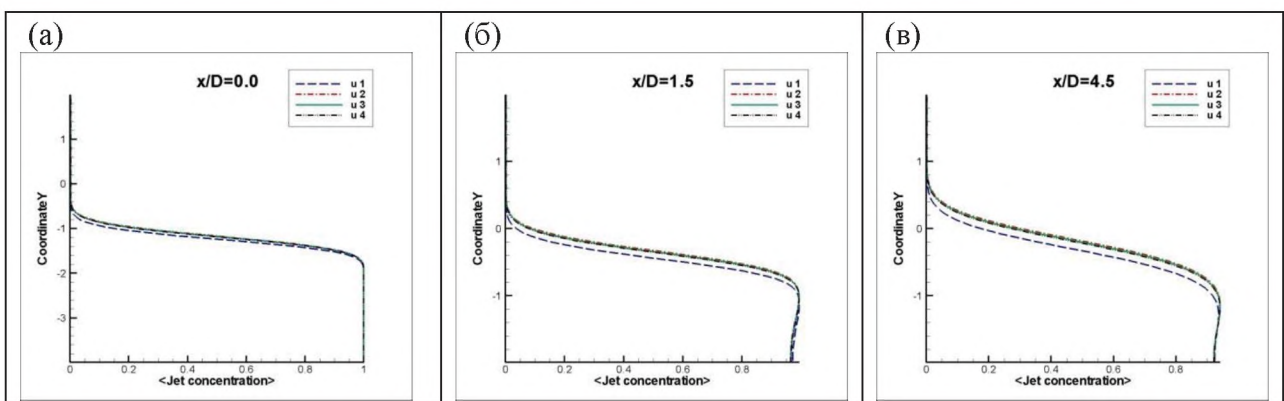 (а)
x/D=0.0
u 1
u 2
u 3
u 4
Coordinate Y
1
0
-1
-2
-3
0
0.2
0.4
0.6
0.8
1
<Jet concentration>
(б)
x/D=1.5
u 1
u 2
u 3
u 4
Coordinate Y
1
0
-1
0
0.2
0.4
0.6
0.8
<Jet concentration>
(в)
x/D=4.5
u 1
u 2
u 3
u 4
Coordinate Y
1
0
-1
0
0.2
0.4
0.6
0.8
<Jet concentration>